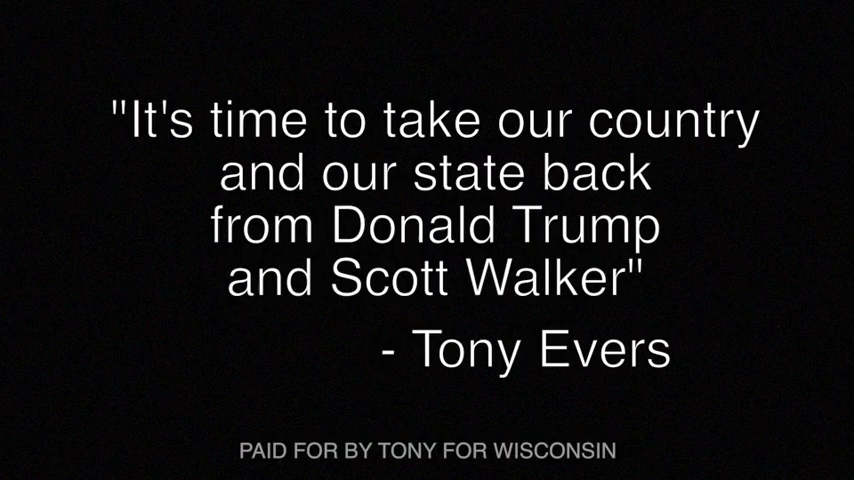 "It's time to take our country
and our state back
from Donald Trump
and Scott Walker"
- Tony Evers
PAID FOR BY TONY FOR WISCONSIN